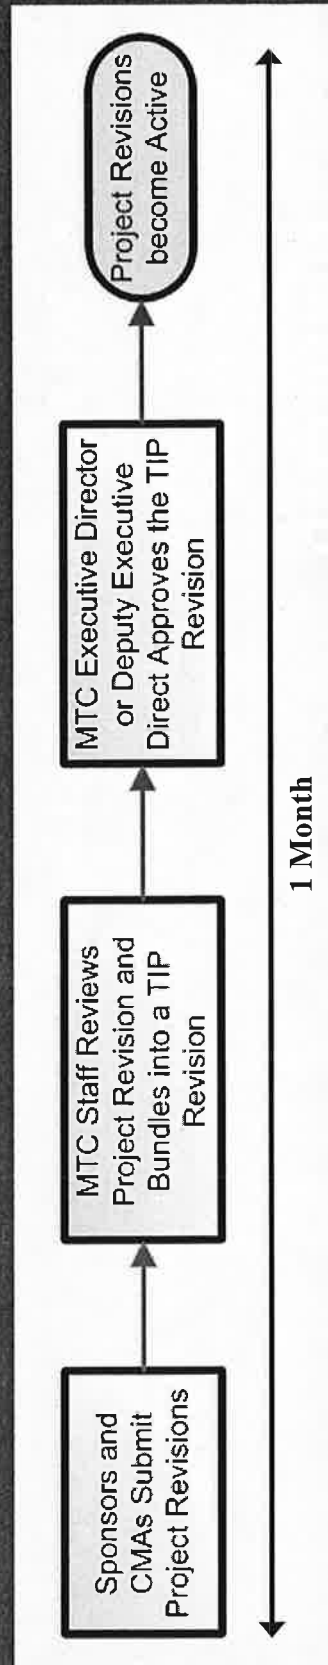 Sponsors and
CMAs Submit
Project Revisions
MTC Staff Reviews
Project Revision and
Bundles into a TIP
Revision
MTC Executive Director
or Deputy Executive
Direct Approves the TIP
Revision
Project Revisions
become Active
1 Month